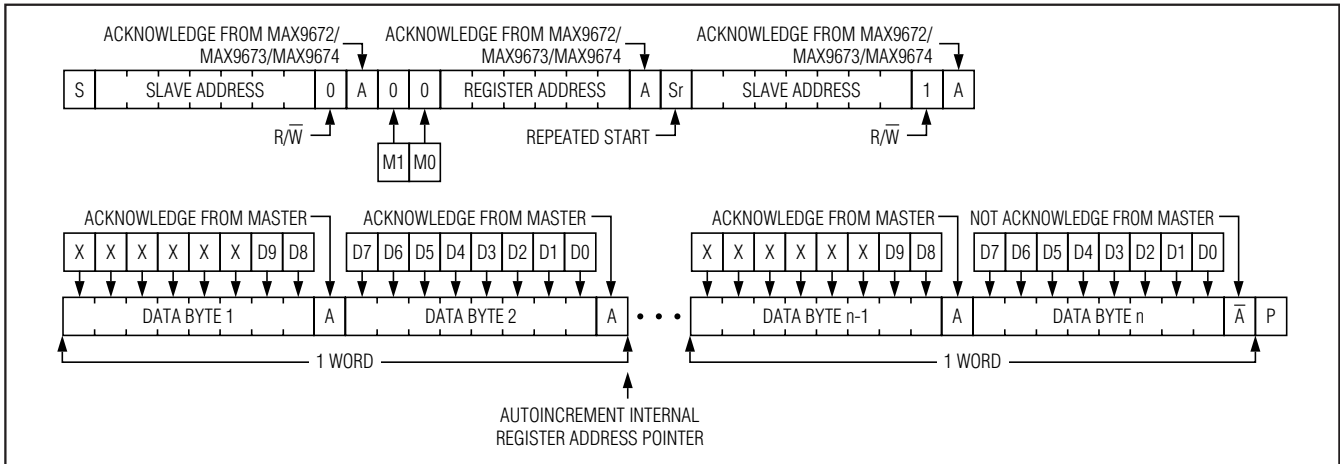 ACKNOWLEDGE FROM MAX9672/ ACKNOWLEDGE FROM MAX9672/ ACKNOWLEDGE FROM MAX9672/
MAX9673/MAX9674 MAX9673/MAX9674 MAX9673/MAX9674
S SLAVE ADDRESS 0 A 0 0 REGISTER ADDRESS A Sr SLAVE ADDRESS 1 A
R/W̅ REPEATED START R/W̅
M1 M0
ACKNOWLEDGE FROM MASTER ACKNOWLEDGE FROM MASTER ACKNOWLEDGE FROM MASTER NOT ACKNOWLEDGE FROM MASTER
X X X X X X D9 D8 D7 D6 D5 D4 D3 D2 D1 D0 X X X X X X D9 D8 D7 D6 D5 D4 D3 D2 D1 D0
DATA BYTE 1 A DATA BYTE 2 A • • • DATA BYTE n-1 A DATA BYTE n A̅ P
1 WORD 1 WORD
AUTOINCREMENT INTERNAL
REGISTER ADDRESS POINTER